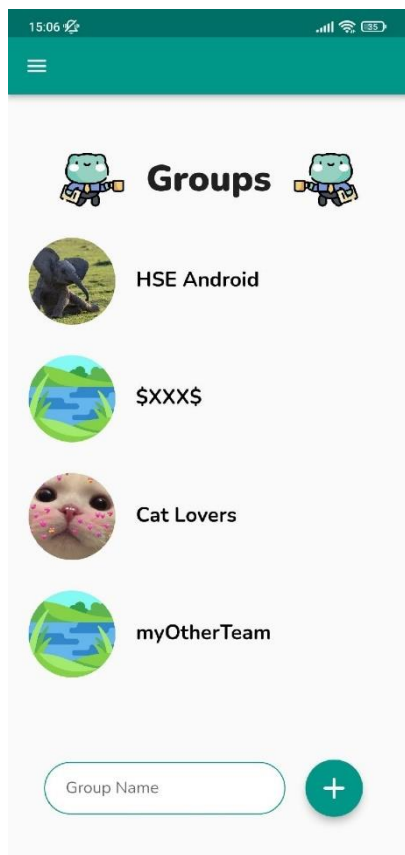 15:06
35
Groups
HSE Android
$XXX$
Cat Lovers
myOtherTeam
Group Name